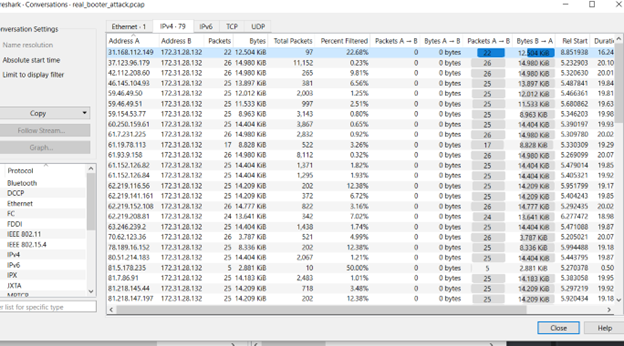 reshark - Conversations - real_booter_attack.pcap
onversation Settings
Name resolution
Absolute start time
Limit to display filter
Copy
Follow Stream...
Graph...
Protocol
Bluetooth
DCCP
Ethernet
FC
FDDI
IEEE 802.11
IEEE 802.15.4
IPv4
IPv6
IPX
JXTA
MPTCP
er list for specific type
Ethernet · 1 IPv4 · 79 IPv6 TCP UDP
Address A Address B Packets Bytes Total Packets Percent Filtered Packets A → B Bytes A → B Packets A → B Bytes B → A Rel Start Duratic
31.168.112.149 172.31.28.132 22 12.504 KiB 97 22.68% 0 0 bytes 22 12.504 KiB 8.851938 16.24
37.123.96.179 172.31.28.132 26 14.980 KiB 11,152 0.23% 0 0 bytes 26 14.980 KiB 5.232903 20.10
42.112.208.60 172.31.28.132 26 14.980 KiB 265 9.81% 0 0 bytes 26 14.980 KiB 5.320630 20.01
46.145.104.93 172.31.28.132 25 13.897 KiB 381 6.56% 0 0 bytes 25 13.897 KiB 5.487841 19.84
59.46.49.50 172.31.28.132 25 12.012 KiB 2,003 1.25% 0 0 bytes 25 12.012 KiB 5.466361 19.81
59.46.49.51 172.31.28.132 25 11.533 KiB 997 2.51% 0 0 bytes 25 11.533 KiB 5.680862 19.63
59.154.53.77 172.31.28.132 25 8.963 KiB 3,143 0.80% 0 0 bytes 25 8.963 KiB 5.346203 19.98
60.250.159.61 172.31.28.132 25 14.404 KiB 3,867 0.65% 0 0 bytes 25 14.404 KiB 5.390197 19.93
61.7.231.225 172.31.28.132 26 14.980 KiB 2,832 0.92% 0 0 bytes 26 14.980 KiB 5.309780 20.02
61.19.78.113 172.31.28.132 17 8.828 KiB 522 3.26% 0 0 bytes 17 8.828 KiB 5.330309 19.29
61.93.9.158 172.31.28.132 26 14.980 KiB 8,112 0.32% 0 0 bytes 26 14.980 KiB 5.269099 20.07
61.152.126.82 172.31.28.132 25 14.404 KiB 1,371 1.82% 0 0 bytes 25 14.404 KiB 5.479014 19.85
61.152.126.84 172.31.28.132 25 14.404 KiB 1,295 1.93% 0 0 bytes 25 14.404 KiB 5.490321 19.84
62.219.116.56 172.31.28.132 25 14.209 KiB 202 12.38% 0 0 bytes 25 14.209 KiB 5.951799 19.17
62.219.141.161 172.31.28.132 25 14.209 KiB 372 6.72% 0 0 bytes 25 14.209 KiB 5.404243 19.85
62.219.152.108 172.31.28.132 26 14.777 KiB 822 3.16% 0 0 bytes 26 14.777 KiB 5.292435 20.02
62.219.208.81 172.31.28.132 24 13.641 KiB 342 7.02% 0 0 bytes 24 13.641 KiB 6.277472 18.98
63.246.239.2 172.31.28.132 25 14.404 KiB 1,438 1.74% 0 0 bytes 25 14.404 KiB 5.471088 19.87
70.62.123.36 172.31.28.132 26 3.787 KiB 521 4.99% 0 0 bytes 26 3.787 KiB 5.205021 20.07
78.189.16.152 172.31.28.132 25 8.336 KiB 202 12.38% 0 0 bytes 25 8.336 KiB 5.994488 19.18
80.51.214.183 172.31.28.132 25 14.404 KiB 2,067 1.21% 0 0 bytes 25 14.404 KiB 5.443795 19.87
81.5.178.235 172.31.28.132 5 2.881 KiB 10 50.00% 0 0 bytes 5 2.881 KiB 5.270378 0.50
81.7.86.91 172.31.28.132 25 14.183 KiB 2,483 1.01% 0 0 bytes 25 14.183 KiB 5.383058 19.95
81.218.145.44 172.31.28.132 25 14.209 KiB 718 3.48% 0 0 bytes 25 14.209 KiB 5.321917 19.94
81.218.147.197 172.31.28.132 25 14.209 KiB 202 12.38% 0 0 bytes 25 14.209 KiB 5.920434 19.18
Close Help